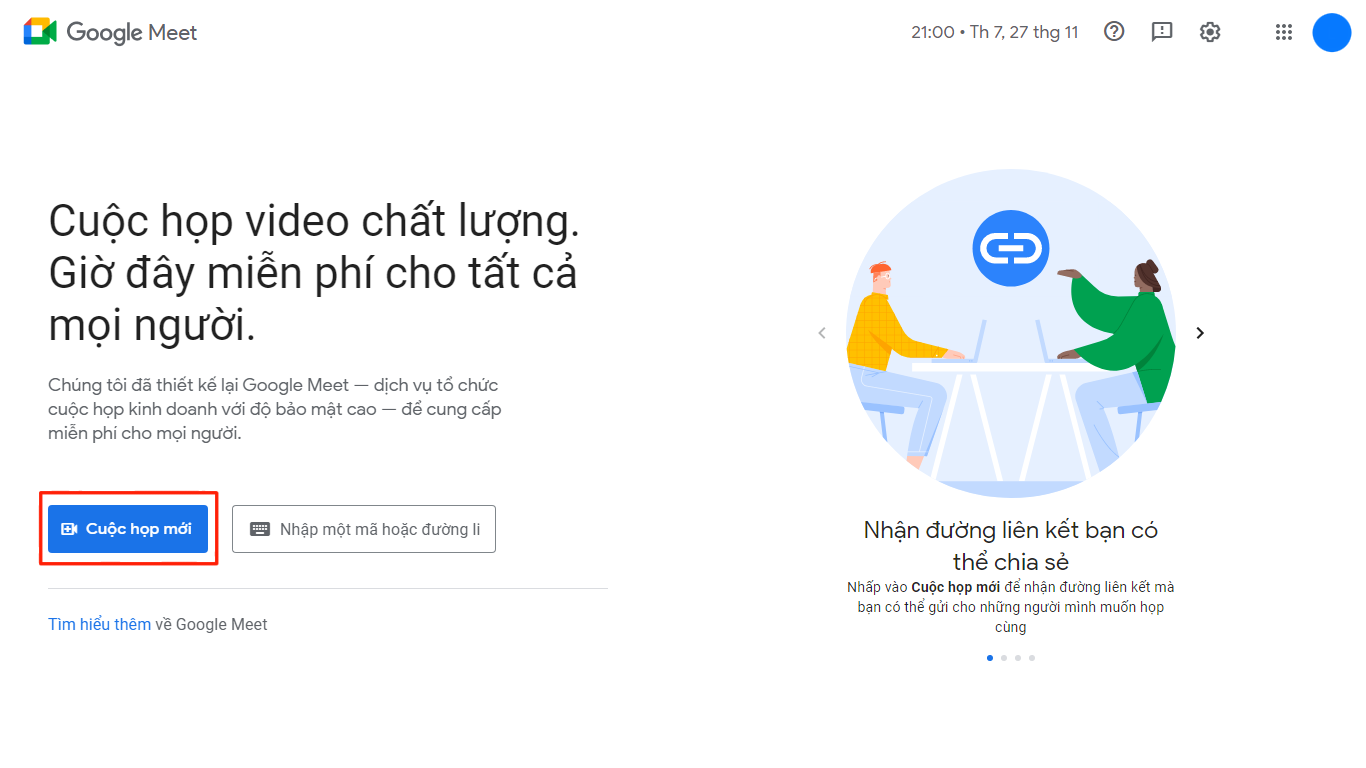 Google Meet
21:00 • Th 7, 27 thg 11
Cuộc họp video chất lượng.
Giờ đây miễn phí cho tất cả
mọi người.
Chúng tôi đã thiết kế lại Google Meet — dịch vụ tổ chức
cuộc họp kinh doanh với độ bảo mật cao — để cung cấp
miễn phí cho mọi người.
Cuộc họp mới
Nhập một mã hoặc đường li
Tìm hiểu thêm về Google Meet
Nhận đường liên kết bạn có
thể chia sẻ
Nhấp vào Cuộc họp mới để nhận đường liên kết mà
bạn có thể gửi cho những người mình muốn họp
cùng